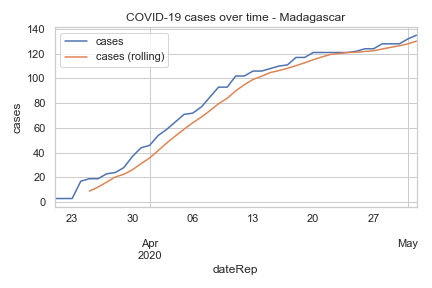 COVID-19 cases over time - Madagascar
cases
cases (rolling)
cases
140
120
100
80
60
40
20
0
23
30
06
13
20
27
Apr
2020
May
dateRep